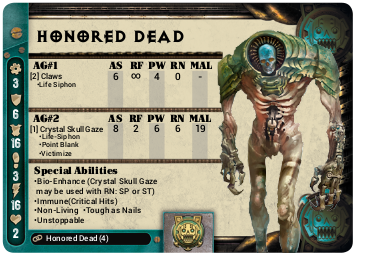 HONORED DEAD
AG#1 AS RF PW RN MAL
[2] Claws 6 ∞ 4 0 -
•Life Siphon
AG#2 AS RF PW RN MAL
[1] Crystal Skull Gaze 8 2 6 6 19
•Life-Siphon
•Point Blank
•Victimize
Special Abilities
•Bio-Enhance (Crystal Skull Gaze
may be used with RN: SP or ST)
•Immune(Critical Hits)
•Non-Living •Tough as Nails
•Unstoppable
Honored Dead (4)
3
6
16
3
16
2